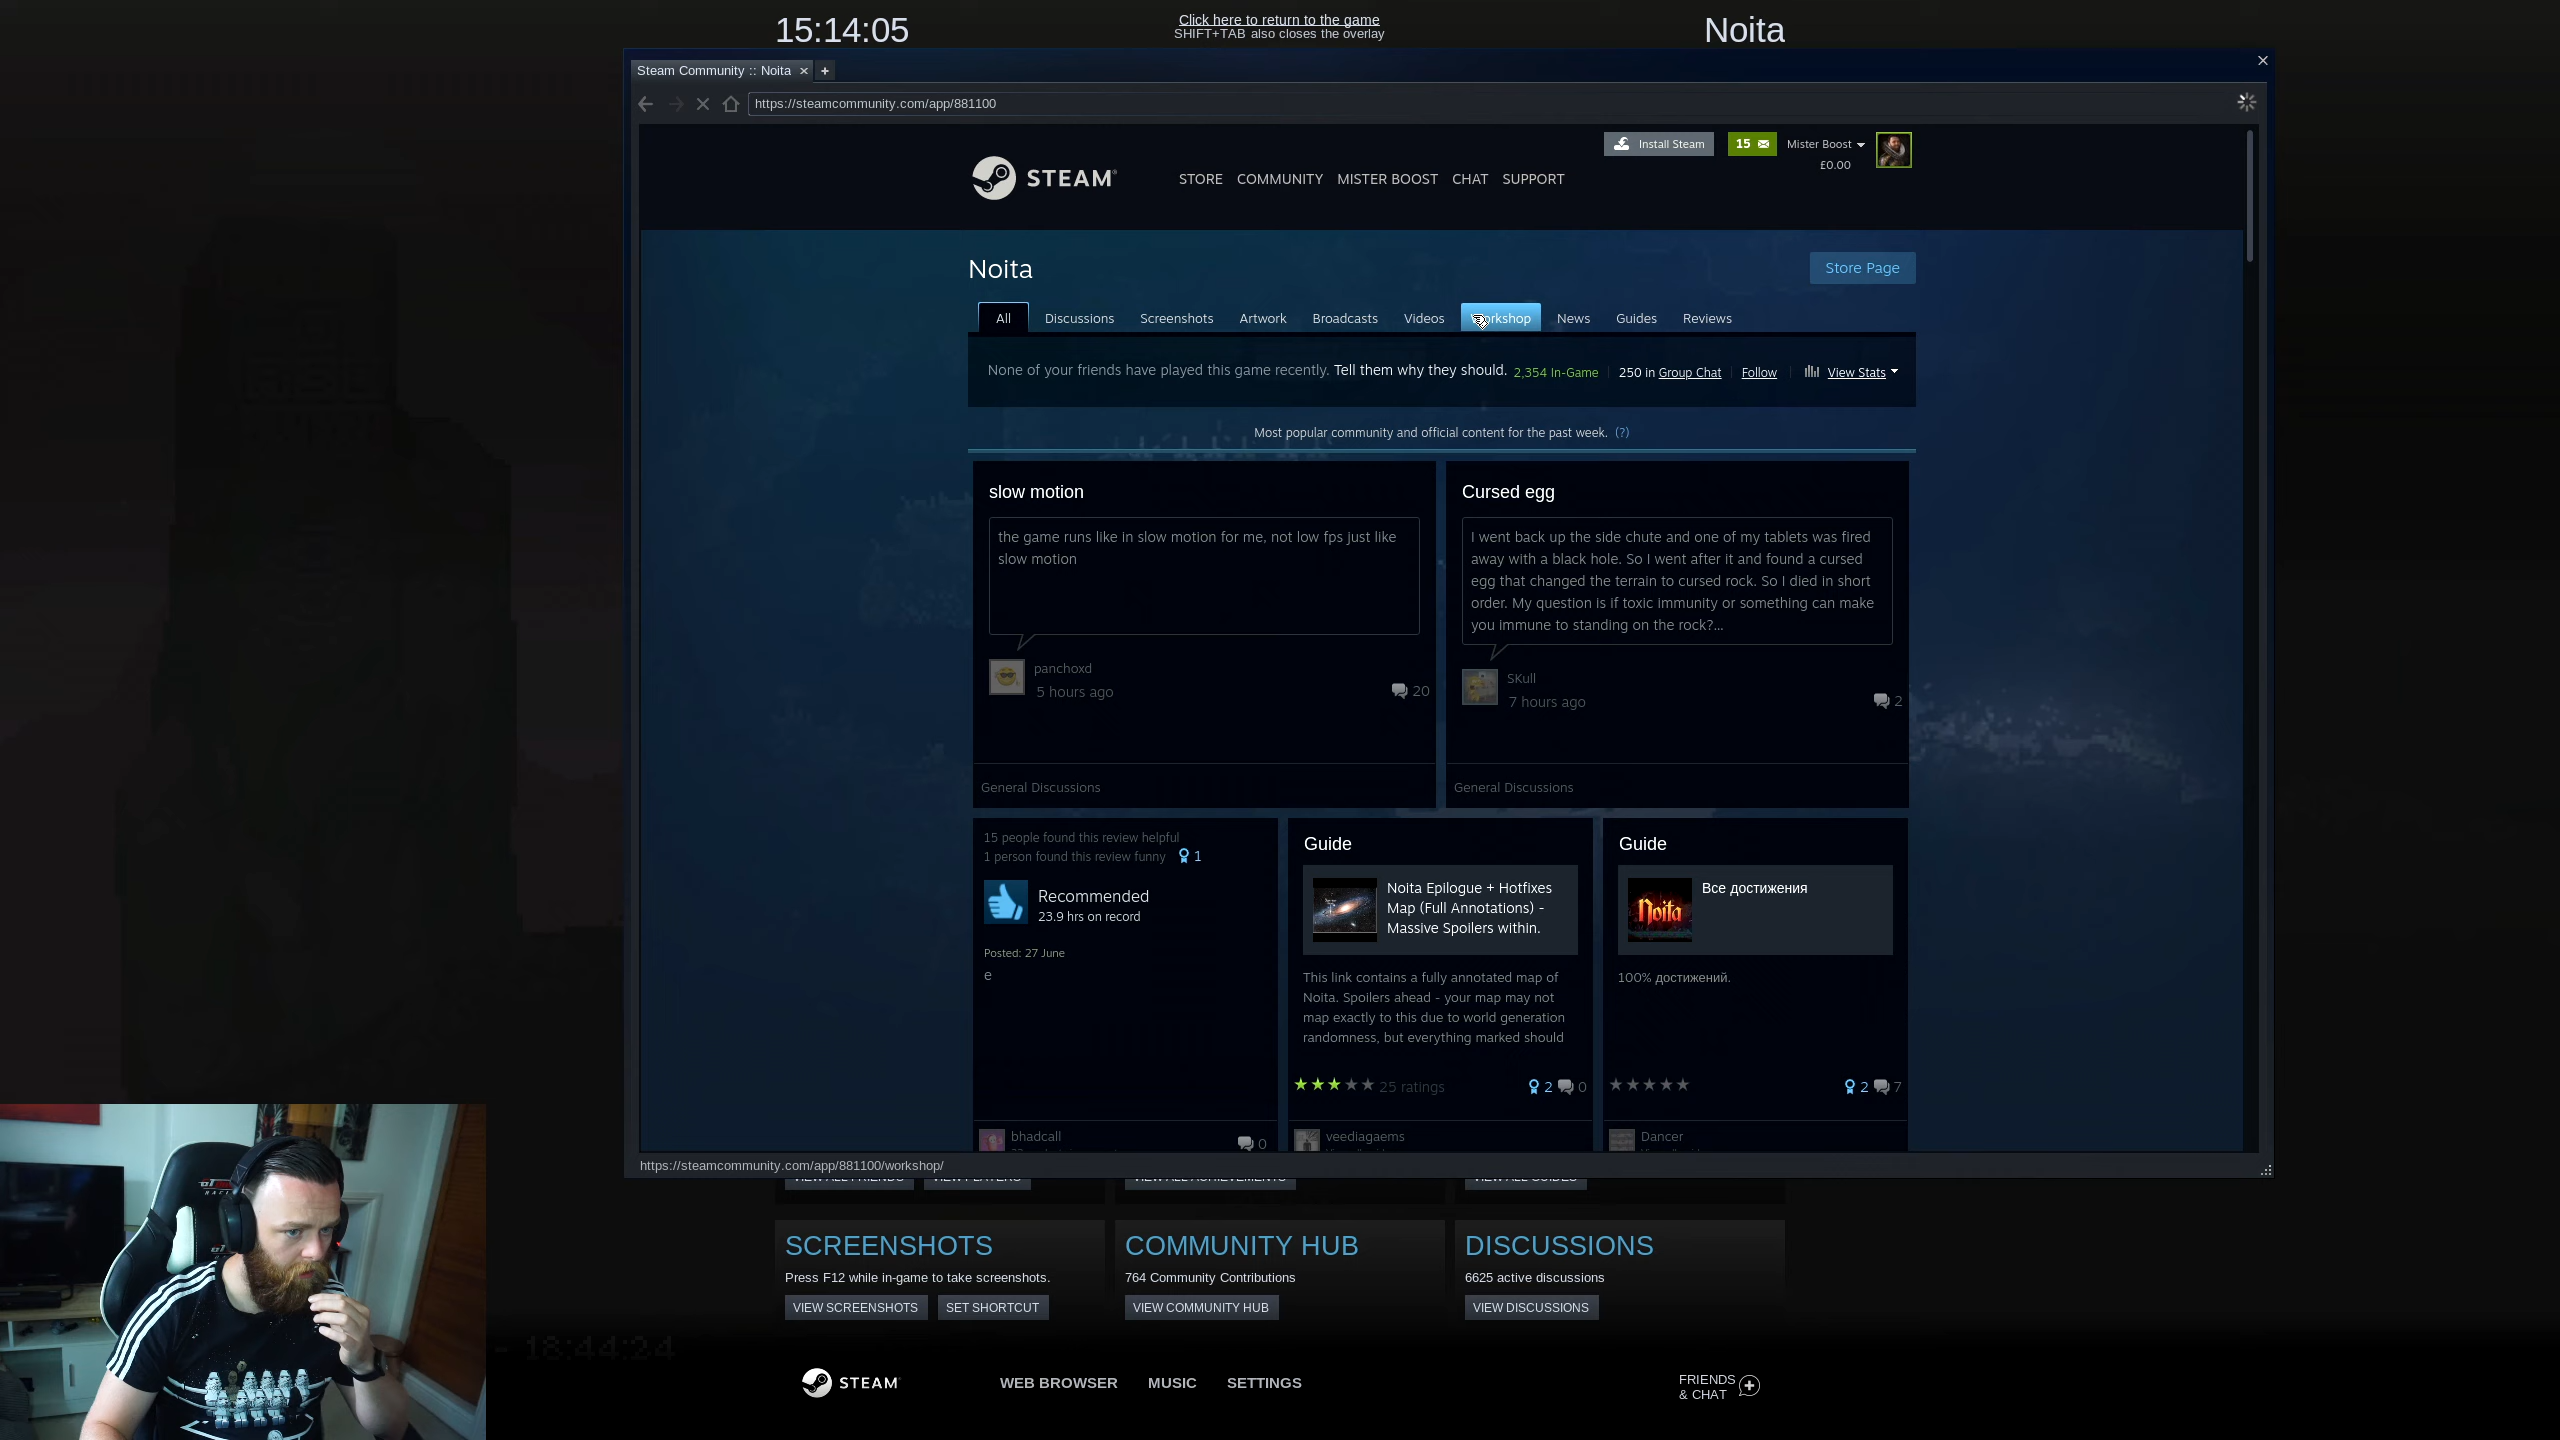 15:14:05
Click here to return to the game
SHIFT+TAB also closes the overlay
Noita
Steam Community :: Noita
https://steamcommunity.com/app/881100
Install Steam
15
Mister Boost
£0.00
STEAM
STORE
COMMUNITY
MISTER BOOST
CHAT
SUPPORT
Noita
Store Page
All
Discussions
Screenshots
Artwork
Broadcasts
Videos
Workshop
News
Guides
Reviews
None of your friends have played this game recently. Tell them why they should.
2,354 In-Game
250 in Group Chat
Follow
View Stats
Most popular community and official content for the past week. (?)
slow motion
the game runs like in slow motion for me, not low fps just like
slow motion
panchoxd
5 hours ago
20
General Discussions
Cursed egg
I went back up the side chute and one of my tablets was fired
away with a black hole. So I went after it and found a cursed
egg that changed the terrain to cursed rock. So I died in short
order. My question is if toxic immunity or something can make
you immune to standing on the rock?...
SKull
7 hours ago
2
General Discussions
15 people found this review helpful
1 person found this review funny
1
Recommended
23.9 hrs on record
Posted: 27 June
e
bhadcall
0
Guide
Noita Epilogue + Hotfixes
Map (Full Annotations) -
Massive Spoilers within.
This link contains a fully annotated map of
Noita. Spoilers ahead - your map may not
map exactly to this due to world generation
randomness, but everything marked should
25 ratings
2
0
veediagaems
Guide
Noita
Все достижения
100% достижений.
2
7
Dancer
https://steamcommunity.com/app/881100/workshop/
VIEW ALL FRIENDS
VIEW PLAYERS
VIEW ALL ACHIEVEMENTS
VIEW ALL GUIDES
SCREENSHOTS
Press F12 while in-game to take screenshots.
VIEW SCREENSHOTS
SET SHORTCUT
COMMUNITY HUB
764 Community Contributions
VIEW COMMUNITY HUB
DISCUSSIONS
6625 active discussions
VIEW DISCUSSIONS
- 18:44:24
STEAM
WEB BROWSER
MUSIC
SETTINGS
FRIENDS
& CHAT